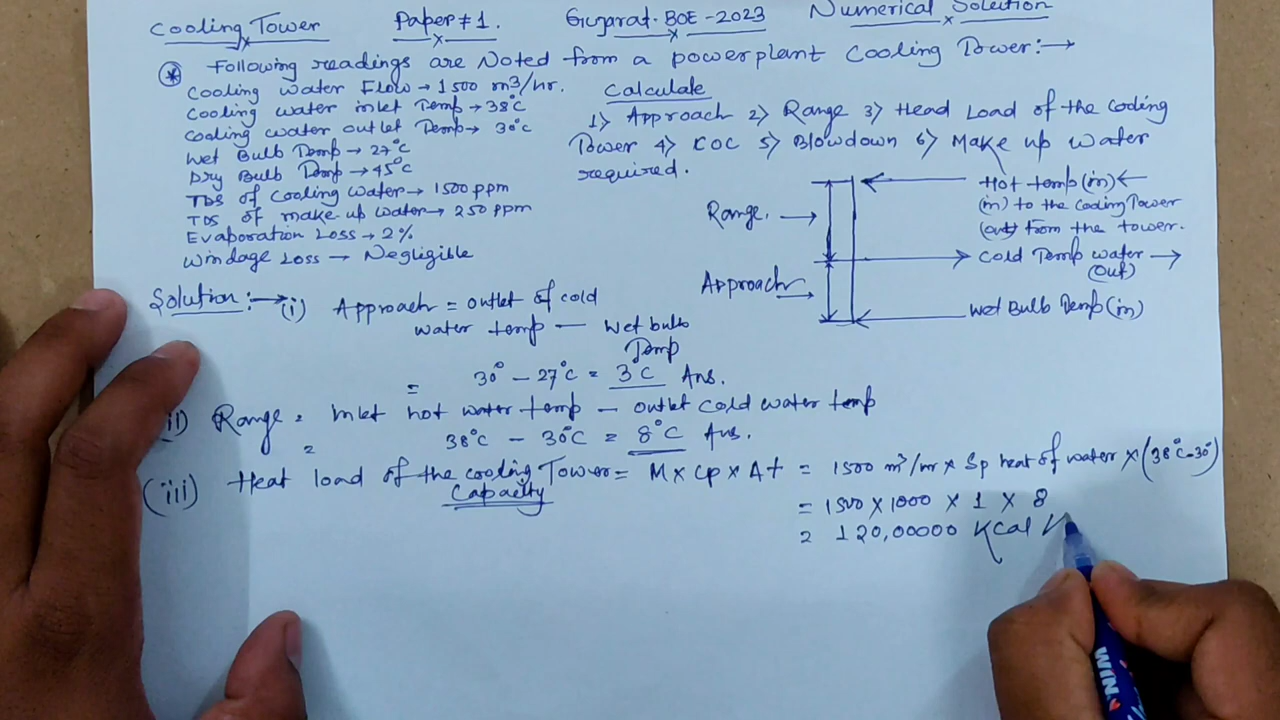 Cooling Tower Paper # 1. Gujarat-BOE-2023 Numerical Solution
* Following readings are Noted from a powerplant Cooling Tower:→
Cooling Water Flow → 1500 m3/hr.
Cooling water inlet Temp → 38°C
Cooling water outlet Temp → 30°C
Wet Bulb Temp → 27°C
Dry Bulb Temp → 45°C
TDS of Cooling Water → 1500 ppm
TDS of make up water → 250 ppm
Evaporation Loss → 2%
Windage Loss — Negligible
Calculate
1> Approach 2> Range 3> Head Load of the Cooling
Tower 4> COC 5> Blowdown 6> Make up water
required.
Range. →
Approach →
Hot temp (in) ←
(in) to the Cooling Tower
(out) from the tower.
Cold Temp water →
(out)
Wet Bulb Temp (in)
Solution :→ (i) Approach = outlet of cold
water temp — Wet bulb
Temp
= 30° - 27°C = 3°C Ans.
(ii) Range = Inlet hot water temp — outlet cold water temp
= 38°C - 30°C = 8°C Ans.
(iii) Heat load of the cooling Tower = M x Cp x Δt = 1500 m3/hr x Sp heat of water x (38°C-30°)
Capacity
= 1500 x 1000 x 1 x 8
= 120,00000 Kcal /
WIN